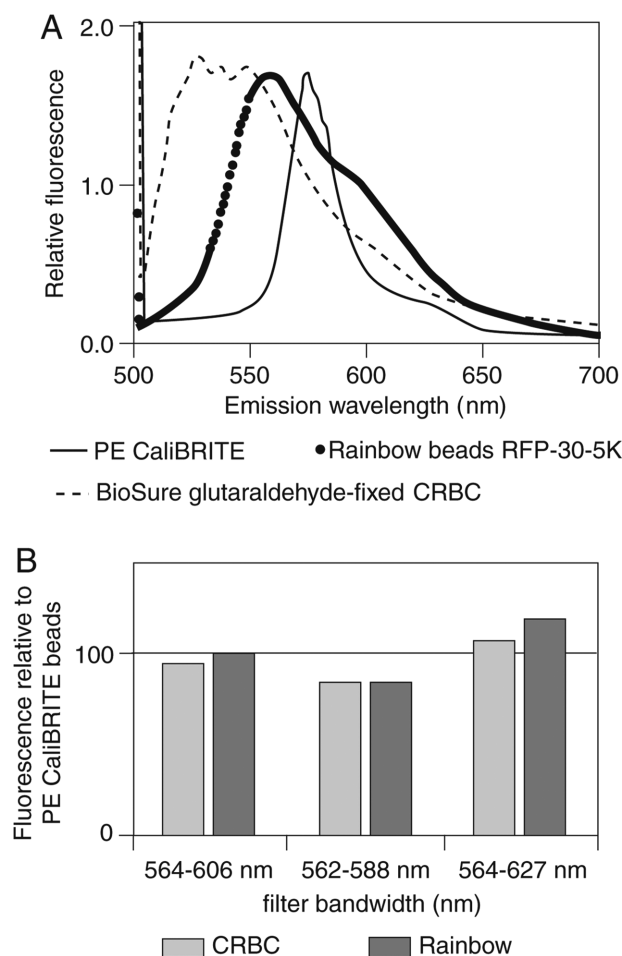 A
2.0
1.0
0.0
Relative fluorescence
500 550 600 650 700
Emission wavelength (nm)
PE CaliBRITE
Rainbow beads RFP-30-5K
BioSure glutaraldehyde-fixed CRBC
B
Fluorescence relative to
PE CaliBRITE beads
100
0
564-606 nm 562-588 nm 564-627 nm
filter bandwidth (nm)
CRBC Rainbow